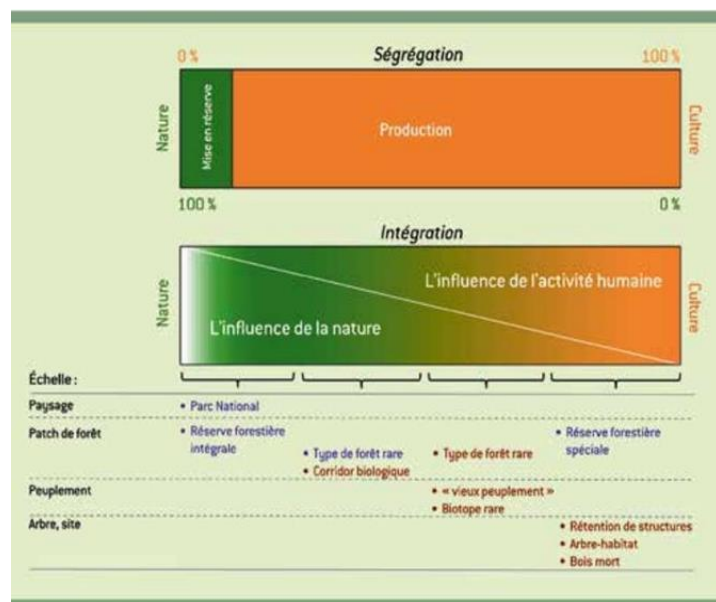 0 % Ségrégation 100 %
Nature
Mise en réserve
Production
Culture
100 % 0 %
Intégration
Nature
L'influence de l'activité humaine
L'influence de la nature
Culture
Échelle :
Paysage
• Parc National
Patch de forêt
• Réserve forestière
intégrale
• Type de forêt rare
• Corridor biologique
• Type de forêt rare
• Réserve forestière
spéciale
Peuplement
• « vieux peuplement »
• Biotope rare
Arbre, site
• Rétention de structures
• Arbre-habitat
• Bois mort